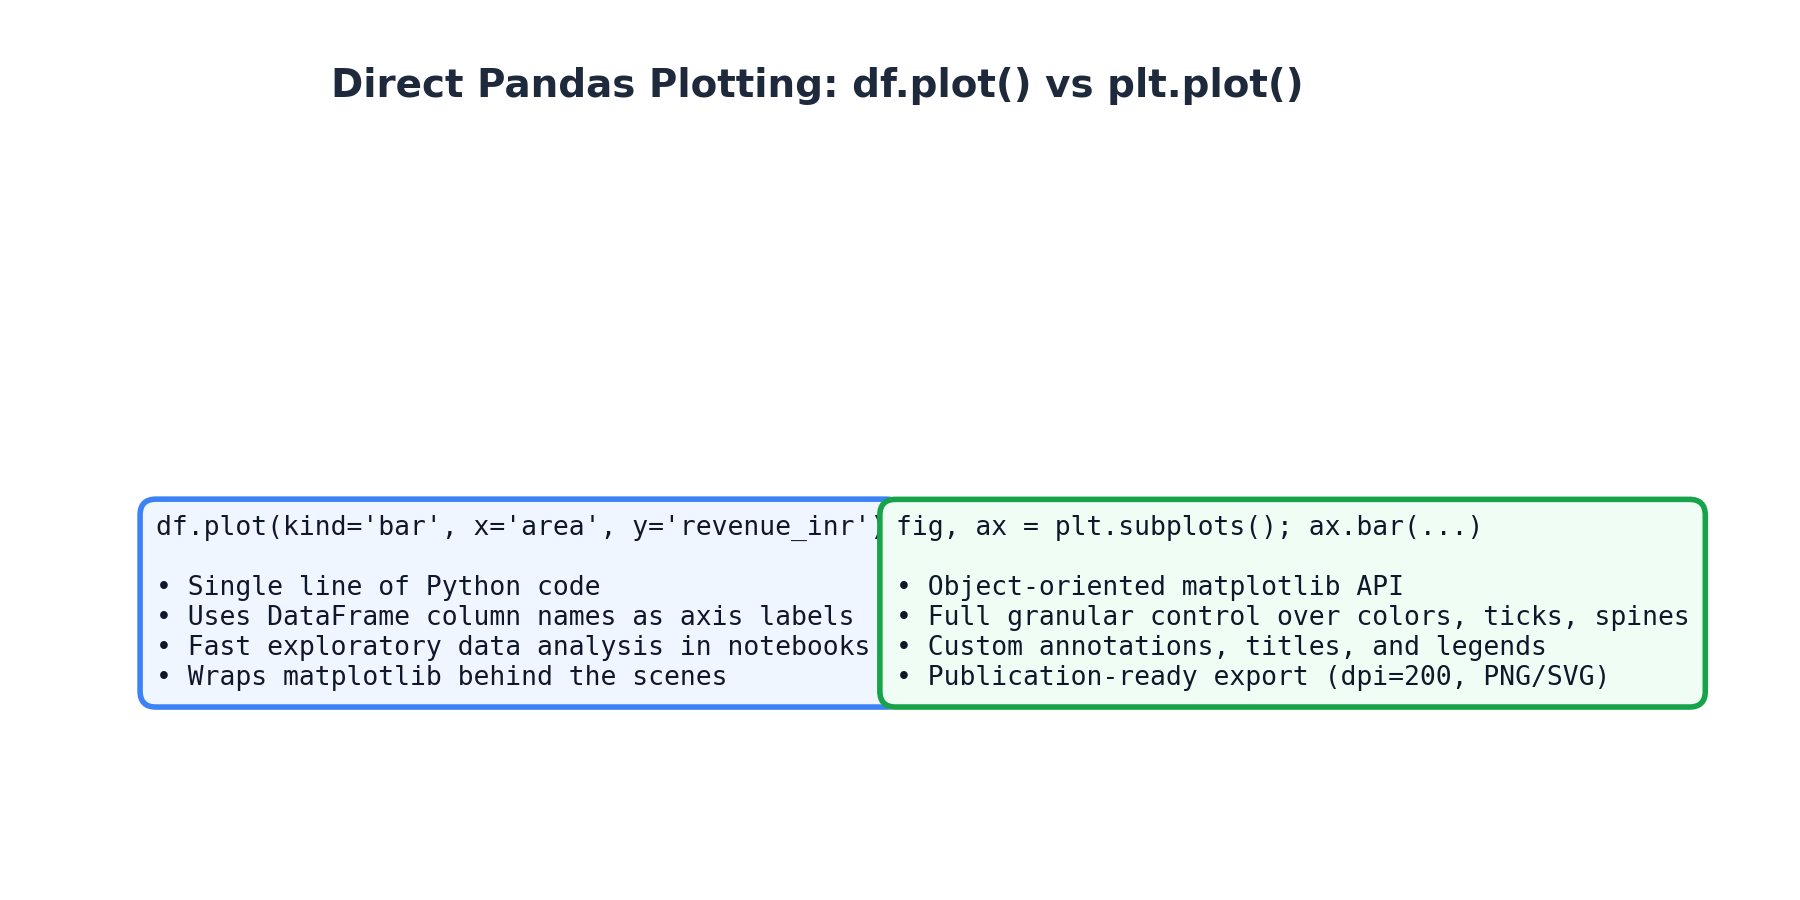 Direct Pandas Plotting: df.plot() vs plt.plot()
df.plot(kind='bar', x='area', y='revenue_inr')
• Single line of Python code
• Uses DataFrame column names as axis labels
• Fast exploratory data analysis in notebooks
• Wraps matplotlib behind the scenes
fig, ax = plt.subplots(); ax.bar(...)
• Object-oriented matplotlib API
• Full granular control over colors, ticks, spines
• Custom annotations, titles, and legends
• Publication-ready export (dpi=200, PNG/SVG)